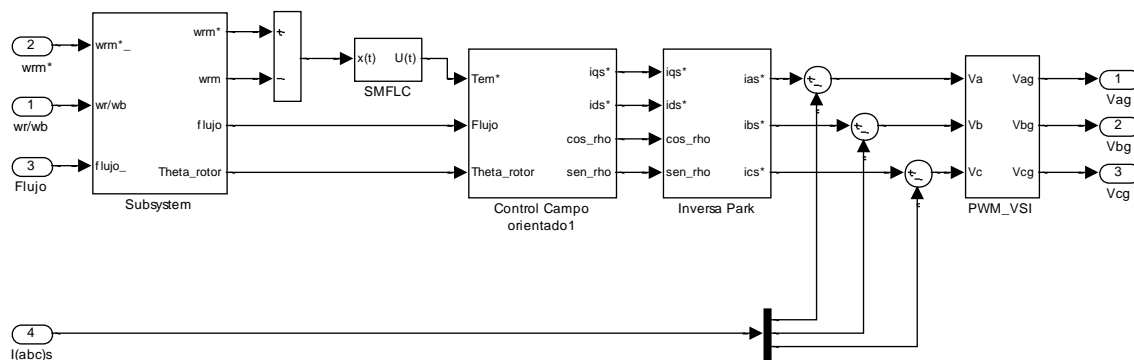 2
wrm*
1
wr/wb
3
Flujo
wrm*_
wr/wb
flujo_
wrm*
wrm
flujo
Theta_rotor
Subsystem
+
-
x(t)
U(t)
SMFLC
Tem*
Flujo
Theta_rotor
iqs*
ids*
cos_rho
sen_rho
Control Campo
orientado1
iqs*
ids*
cos_rho
sen_rho
ias*
ibs*
ics*
Inversa Park
+-
+-
+-
Va
Vb
Vc
Vag
Vbg
Vcg
PWM_VSI
1
Vag
2
Vbg
3
Vcg
4
I(abc)s